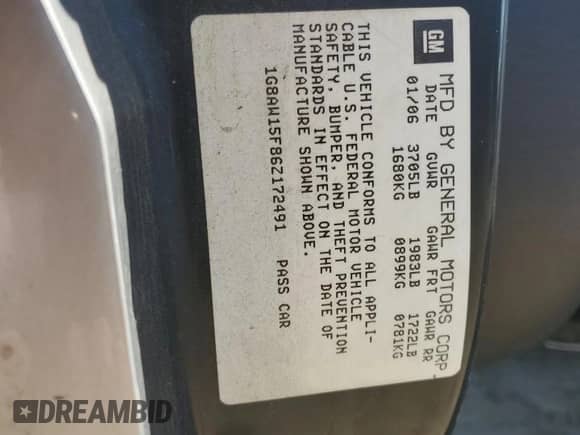 GM
MFD BY GENERAL MOTORS CORP
DATE GVWR GAWR FRT GAWR RR
01/06 3705LB 1983LB 1722LB
1680KG 0899KG 0781KG
THIS VEHICLE CONFORMS TO ALL APPLI-
CABLE U.S. FEDERAL MOTOR VEHICLE
SAFETY, BUMPER, AND THEFT PREVENTION
STANDARDS IN EFFECT ON THE DATE OF
MANUFACTURE SHOWN ABOVE.
1G8AW15F86Z172491 PASS CAR
DREAMBID